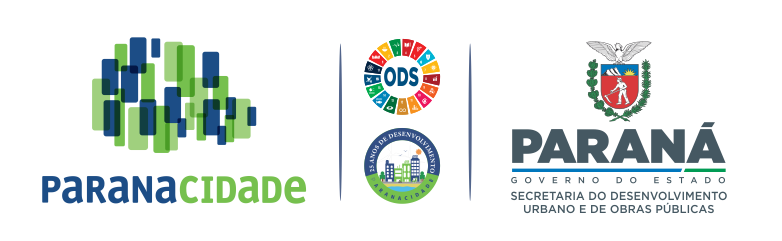 PARANACIDADE
ODS
25 ANOS DE DESENVOLVIMENTO
PARANACIDADE
PARANÁ
GOVERNO DO ESTADO
SECRETARIA DO DESENVOLVIMENTO
URBANO E DE OBRAS PÚBLICAS